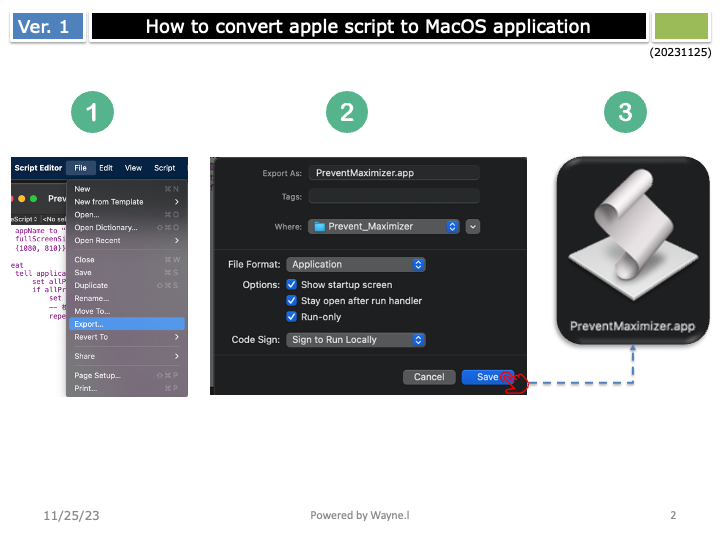 Ver. 1
How to convert apple script to MacOS application
(20231125)
1
2
3
Script Editor File Edit View Script
New ⌘ N
New from Template >
Open... ⌘ O
Open Dictionary... ⇧ ⌘ O
Open Recent >
Close ⌘ W
Save ⌘ S
Duplicate ⇧ ⌘ S
Rename...
Move To...
Export...
Revert To >
Share >
Page Setup... ⇧ ⌘ P
Print... ⌘ P
Prev
<No sel
appName to "
fullScreenSi
{1080, 810}}
eat
tell applica
set allP
if allPr
set
repe
Export As: PreventMaximizer.app
Tags:
Where: Prevent_Maximizer
File Format: Application
Options: Show startup screen
Stay open after run handler
Run-only
Code Sign: Sign to Run Locally
Cancel Save
PreventMaximizer.app
11/25/23
Powered by Wayne.l
2